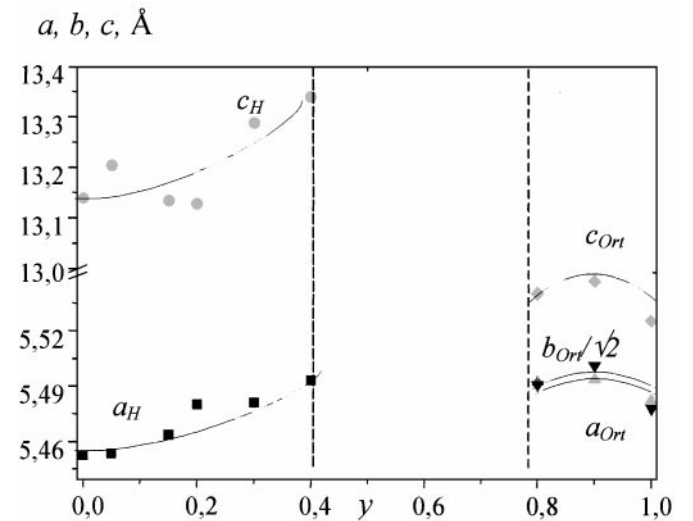 a, b, c, Å
13,4
13,3
c_H
13,2
13,1
13,0
c_Ort
5,52
b_Ort/√2
5,49
a_H
a_Ort
5,46
0,0 0,2 0,4 y 0,6 0,8 1,0